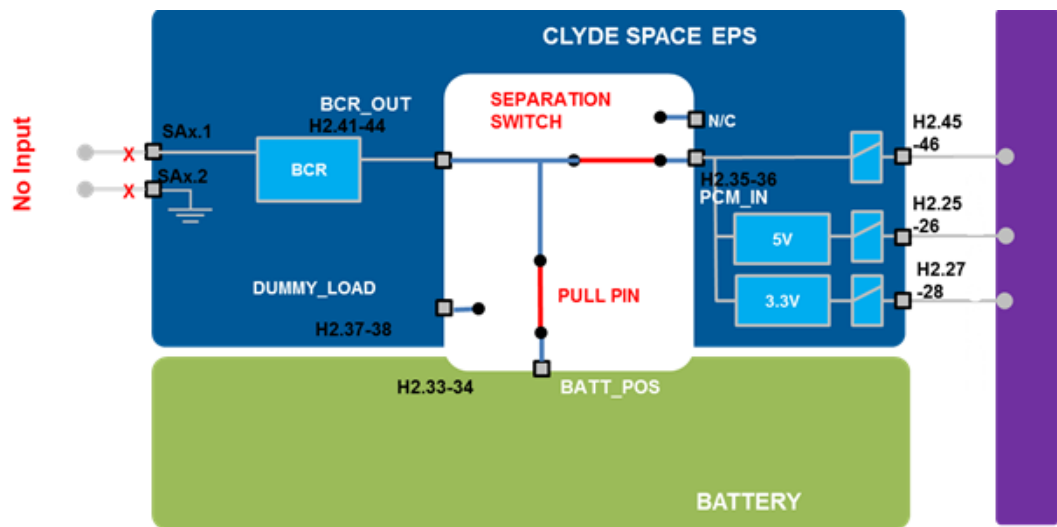 CLYDE SPACE EPS
SEPARATION
SWITCH
BCR_OUT
H2.41-44
N/C
H2.45
-46
SAx.1
No Input
BCR
SAx.2
H2.35-36
PCM_IN
H2.25
-26
5V
H2.27
-28
DUMMY_LOAD
PULL PIN
3.3V
H2.37-38
H2.33-34
BATT_POS
BATTERY
X
X